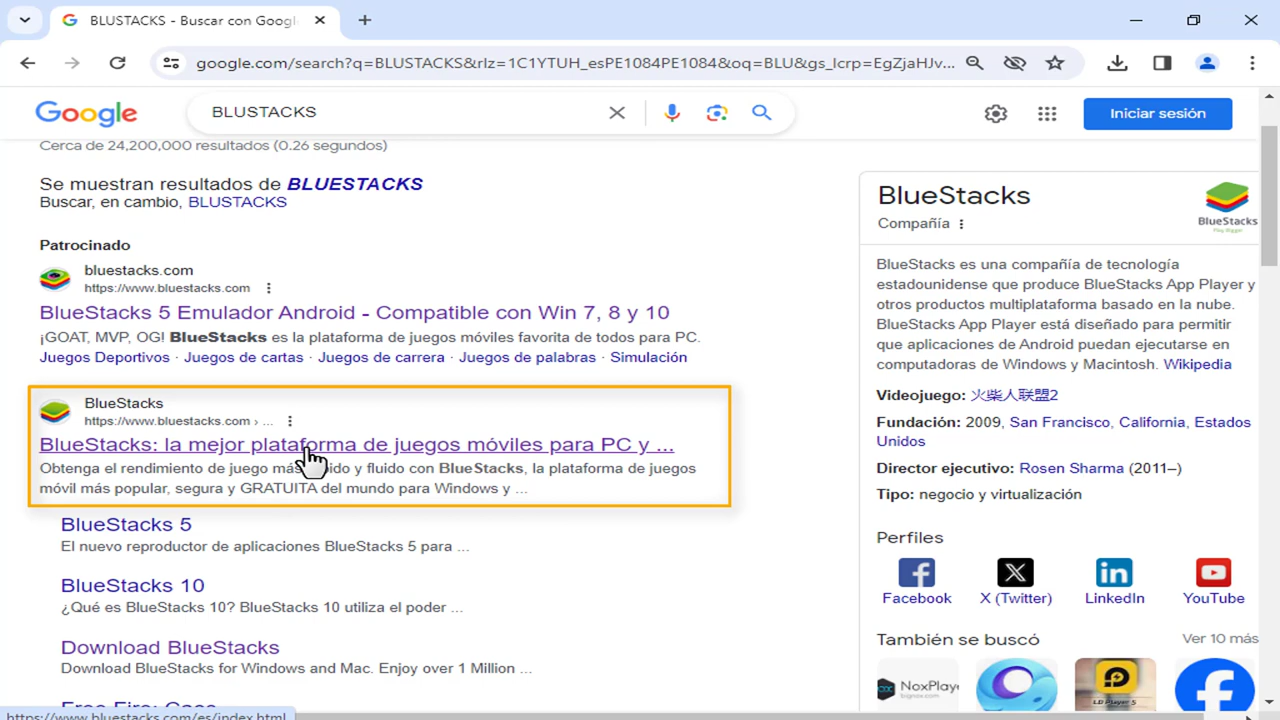 BLUSTACKS - Buscar con Google
google.com/search?q=BLUSTACKS&rlz=1C1YTUH_esPE1084PE1084&oq=BLU&gs_lcrp=EgZjaHJv...
Google
BLUSTACKS
Iniciar sesión
Cerca de 24,200,000 resultados (0.26 segundos)
Se muestran resultados de BLUESTACKS
Buscar, en cambio, BLUSTACKS
Patrocinado
bluestacks.com
https://www.bluestacks.com
BlueStacks 5 Emulador Android - Compatible con Win 7, 8 y 10
¡GOAT, MVP, OG! BlueStacks es la plataforma de juegos móviles favorita de todos para PC.
Juegos Deportivos · Juegos de cartas · Juegos de carrera · Juegos de palabras · Simulación
BlueStacks
https://www.bluestacks.com › ...
BlueStacks: la mejor plataforma de juegos móviles para PC y ...
Obtenga el rendimiento de juego más y fluido con BlueStacks, la plataforma de juegos
móvil más popular, segura y GRATUITA del mundo para Windows y ...
BlueStacks 5
El nuevo reproductor de aplicaciones BlueStacks 5 para ...
BlueStacks 10
¿Qué es BlueStacks 10? BlueStacks 10 utiliza el poder ...
Download BlueStacks
Download BlueStacks for Windows and Mac. Enjoy over 1 Million ...
https://www.bluestacks.com/es/index.html
BlueStacks
Compañía
BlueStacks
Play Bigger
BlueStacks es una compañía de tecnología
estadounidense que produce BlueStacks App Player y
otros productos multiplataforma basado en la nube.
BlueStacks App Player está diseñado para permitir
que aplicaciones de Android puedan ejecutarse en
computadoras de Windows y Macintosh. Wikipedia
Videojuego: 火柴人联盟2
Fundación: 2009, San Francisco, California, Estados
Unidos
Director ejecutivo: Rosen Sharma (2011–)
Tipo: negocio y virtualización
Perfiles
Facebook
X (Twitter)
LinkedIn
YouTube
También se buscó
Ver 10 más
NoxPlayer
LD Player 5